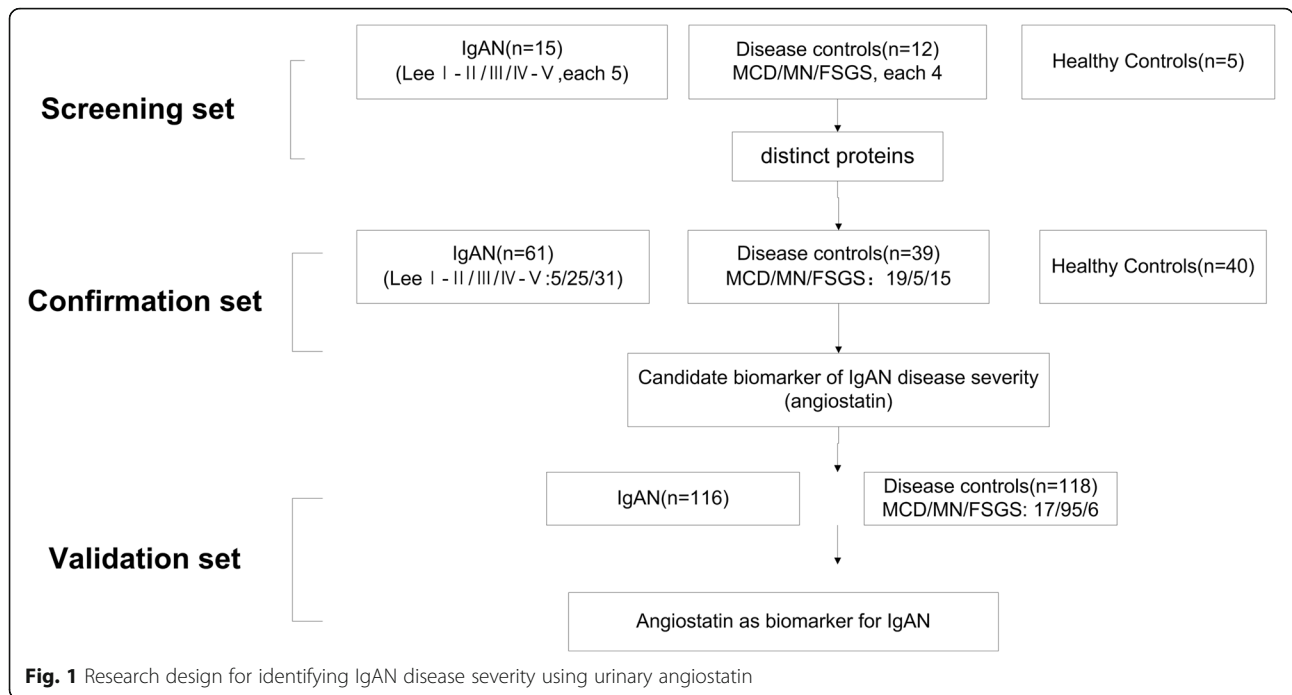 IgAN(n=15)
(Lee Ⅰ-Ⅱ/Ⅲ/Ⅳ-Ⅴ,each 5)
Disease controls(n=12)
MCD/MN/FSGS, each 4
Healthy Controls(n=5)
Screening set
distinct proteins
IgAN(n=61)
(Lee Ⅰ-Ⅱ/Ⅲ/Ⅳ-Ⅴ:5/25/31)
Disease controls(n=39)
MCD/MN/FSGS：19/5/15
Healthy Controls(n=40)
Confirmation set
Candidate biomarker of IgAN disease severity
(angiostatin)
IgAN(n=116)
Disease controls(n=118)
MCD/MN/FSGS: 17/95/6
Validation set
Angiostatin as biomarker for IgAN
Fig. 1 Research design for identifying IgAN disease severity using urinary angiostatin